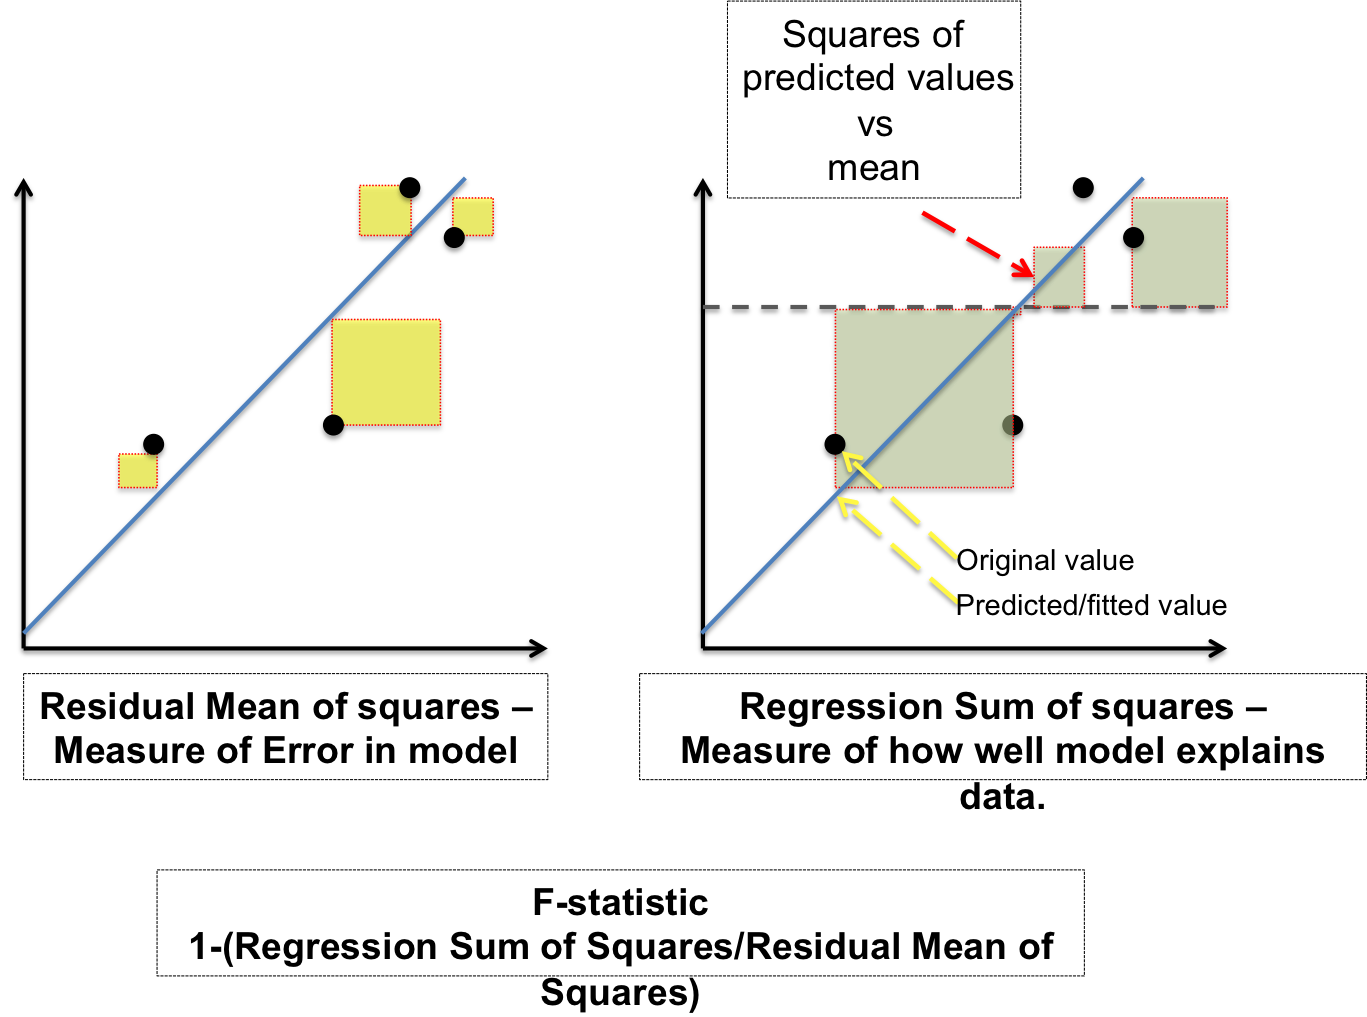 Squares of
predicted values
vs
mean
Original value
Predicted/fitted value
Residual Mean of squares –
Measure of Error in model
Regression Sum of squares –
Measure of how well model explains
data.
F-statistic
1-(Regression Sum of Squares/Residual Mean of
Squares)